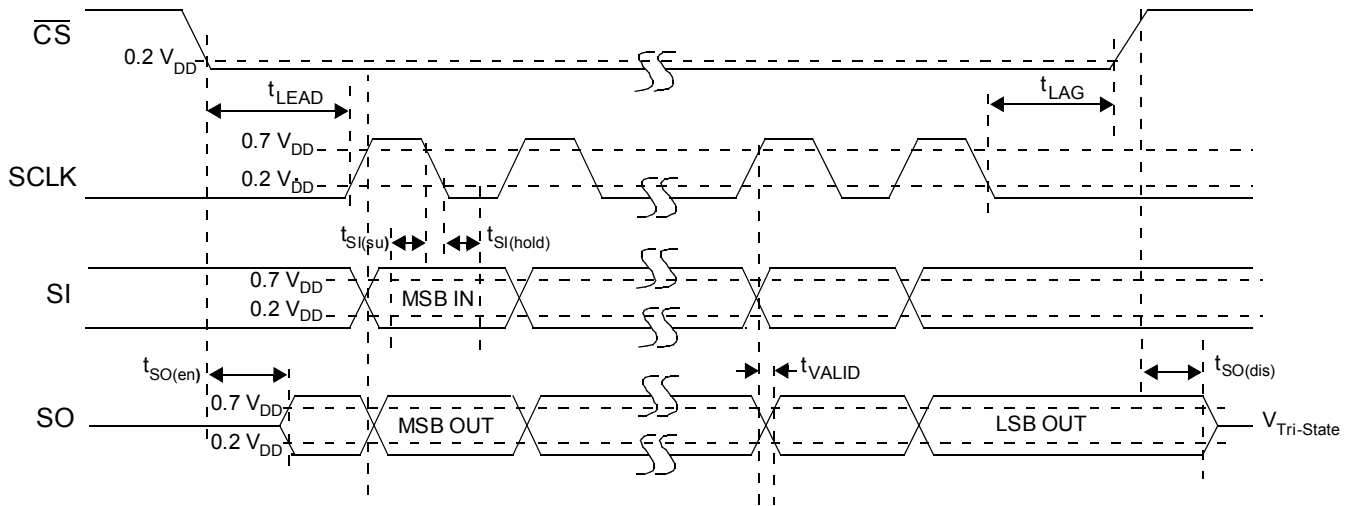 CS
0.2 VDD
tLEAD
tLAG
0.7 VDD
SCLK
0.2 VDD
tSI(su)
tSI(hold)
SI
0.7 VDD
MSB IN
0.2 VDD
tSO(en)
tVALID
tSO(dis)
0.7 VDD
SO
MSB OUT
LSB OUT
VTri-State
0.2 VDD